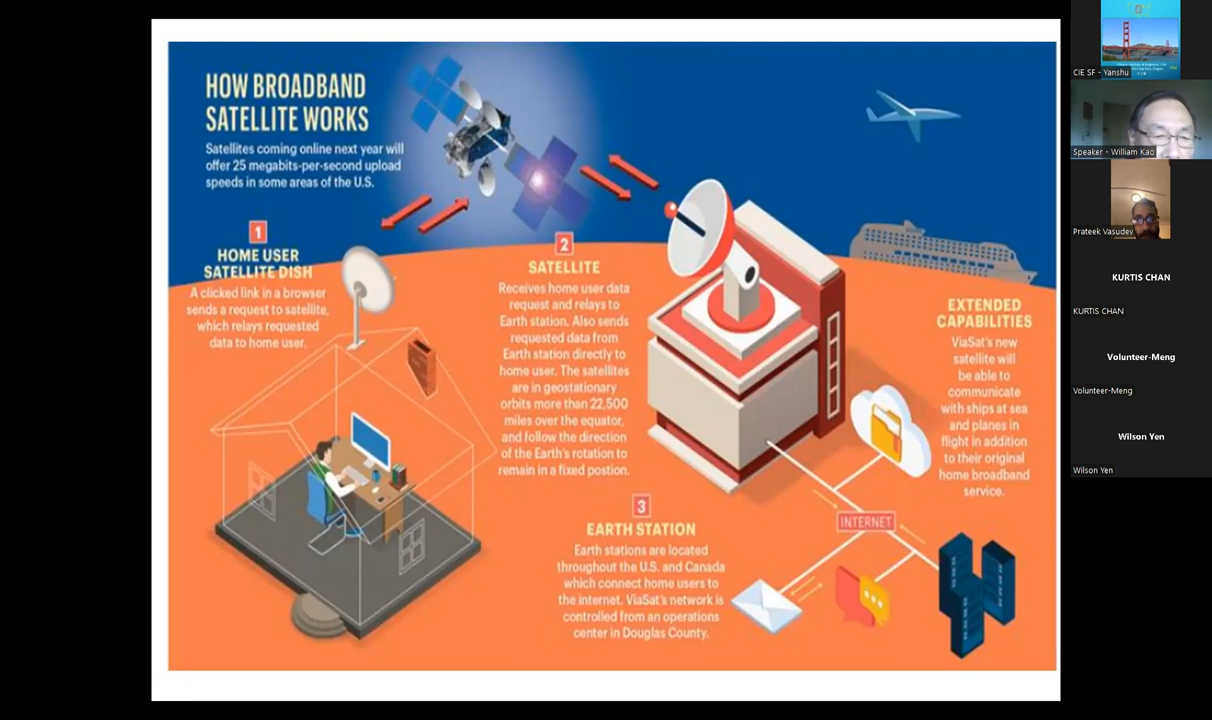 HOW BROADBAND
SATELLITE WORKS
Satellites coming online next year will
offer 25 megabits-per-second upload
speeds in some areas of the U.S.
1
HOME USER
SATELLITE DISH
A clicked link in a browser
sends a request to satellite,
which relays requested
data to home user.
2
SATELLITE
Receives home user data
request and relays to
Earth station. Also sends
requested data from
Earth station directly to
home user. The satellites
are in geostationary
orbits more than 22,500
miles over the equator,
and follow the direction
of the Earth's rotation to
remain in a fixed postion.
3
EARTH STATION
Earth stations are located
throughout the U.S. and Canada
which connect home users to
the internet. ViaSat's network is
controlled from an operations
center in Douglas County.
EXTENDED
CAPABILITIES
ViaSat's new
satellite will
be able to
communicate
with ships at sea
and planes in
flight in addition
to their original
home broadband
service.
INTERNET
CIE SF - Yanshu
Speaker - William Kao
Prateek Vasudev
KURTIS CHAN
KURTIS CHAN
Volunteer-Meng
Volunteer-Meng
Wilson Yen
Wilson Yen